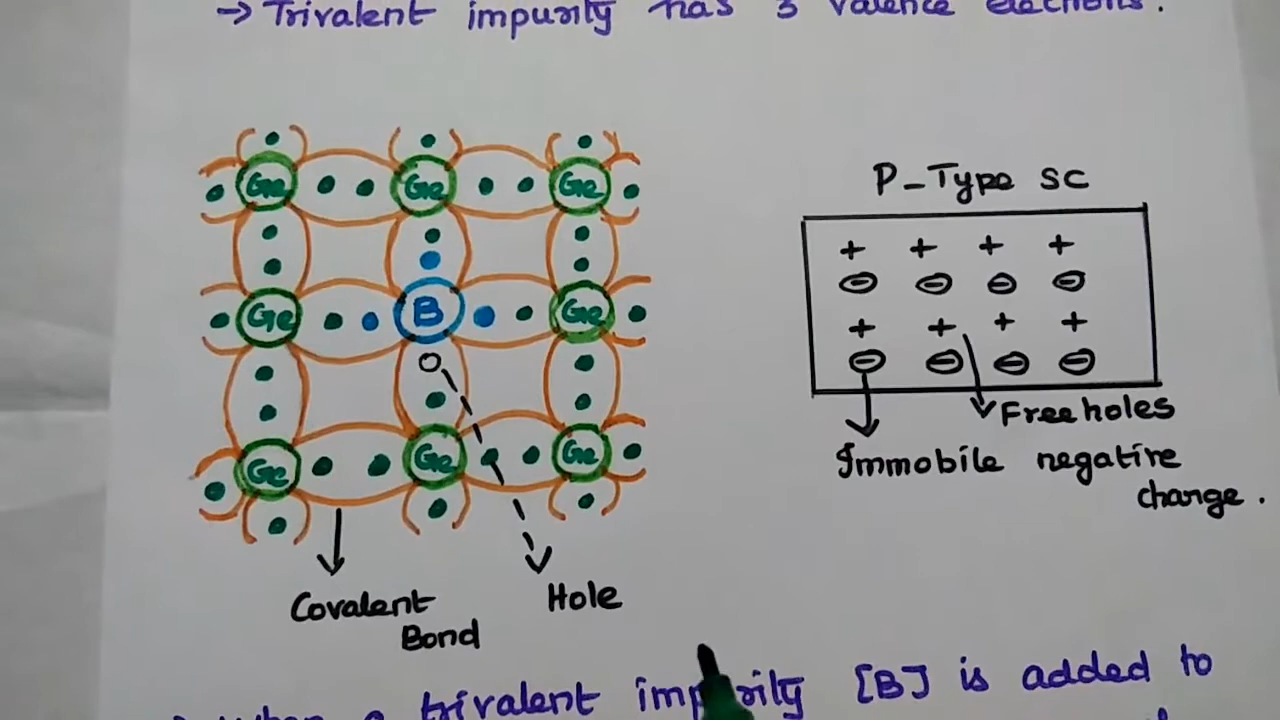 → Trivalent impurity has 3 valence electrons.
P-Type SC
Ge Ge Ge
+ + + +
⊖ ⊖ ⊖ ⊖
Ge B Ge
+ + + +
⊖ ⊖ ⊖ ⊖
Free holes
Immobile negative
change.
Ge Ge Ge
Covalent
Bond
Hole
trivalent impurity [B] is added to